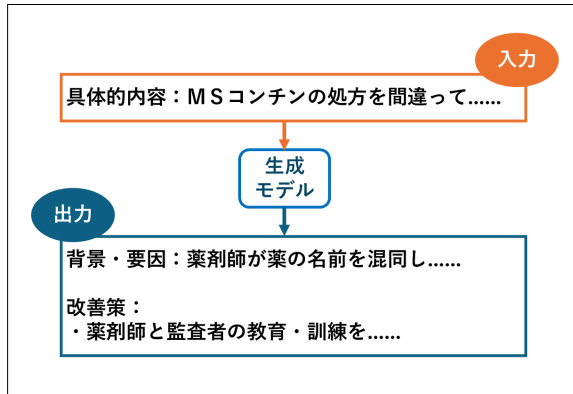 入力
具体的内容：ＭＳコンチンの処方を間違って……
生成
モデル
出力
背景・要因：薬剤師が薬の名前を混同し……
改善策：
・薬剤師と監査者の教育・訓練を……